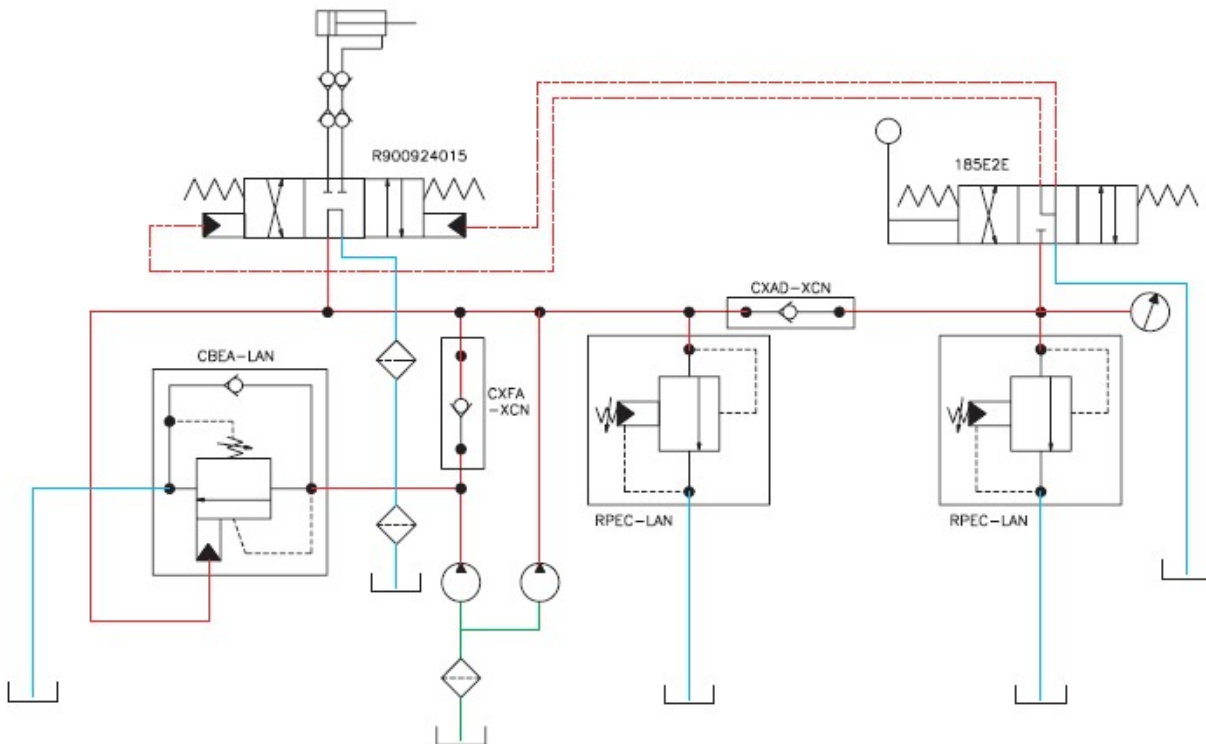 R900924015
185E2E
CXAD-XCN
CBEA-LAN
CXFA
-XCN
RPEC-LAN
RPEC-LAN